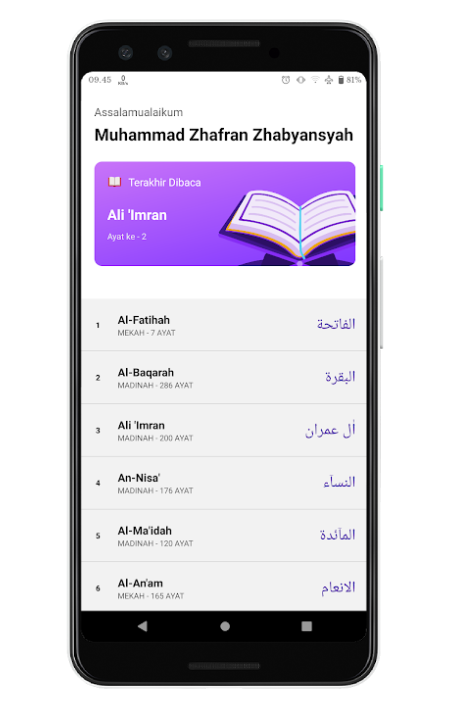 09.45 0 KB/s 81%
Assalamualaikum
Muhammad Zhafran Zhabyansyah
Terakhir Dibaca
Ali 'Imran
Ayat ke - 2
1 Al-Fatihah الفاتحة
MEKAH - 7 AYAT
2 Al-Baqarah البقرة
MADINAH - 286 AYAT
3 Ali 'Imran اٰل عمران
MADINAH - 200 AYAT
4 An-Nisa' النساۤء
MADINAH - 176 AYAT
5 Al-Ma'idah الماۤئدة
MADINAH - 120 AYAT
6 Al-An'am الانعام
MEKAH - 165 AYAT